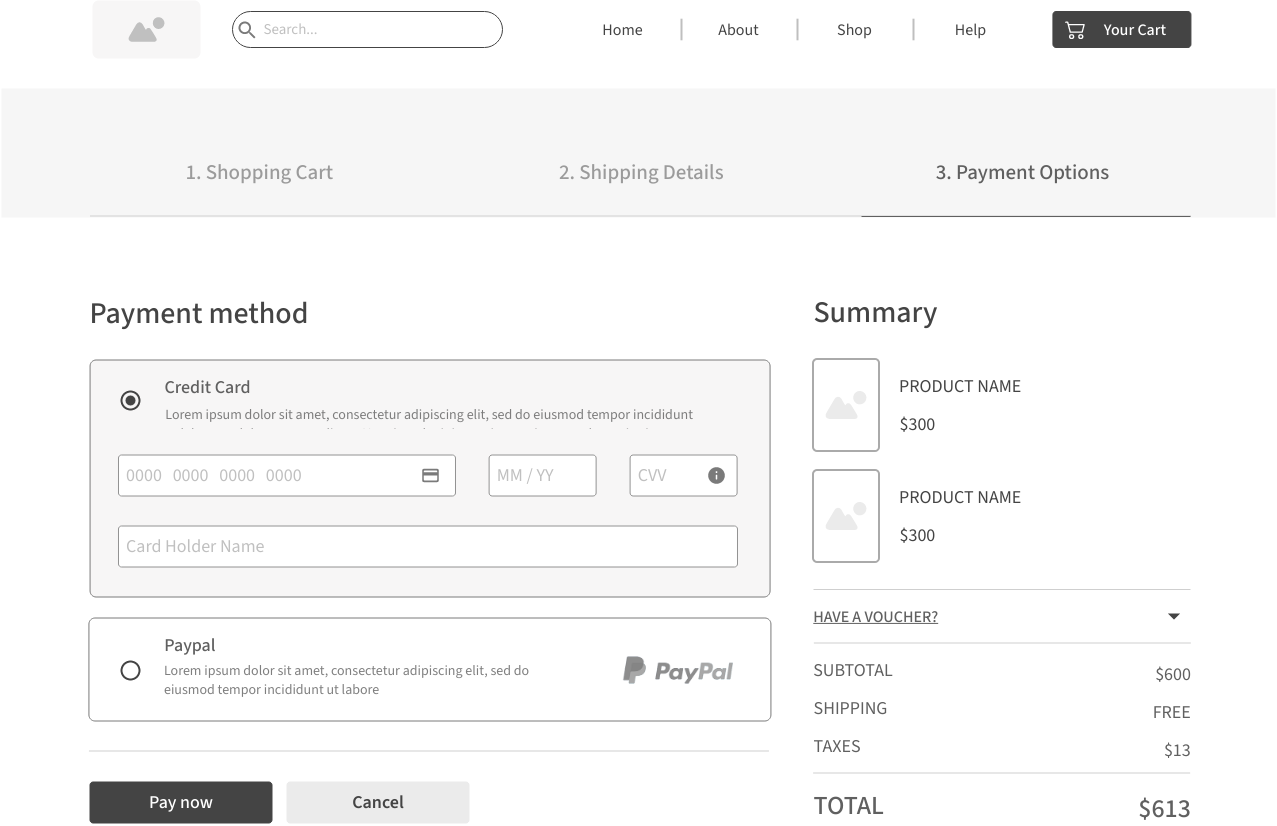 Search...
Home
About
Shop
Help
Your Cart
1. Shopping Cart
2. Shipping Details
3. Payment Options
Payment method
Credit Card
Lorem ipsum dolor sit amet, consectetur adipiscing elit, sed do eiusmod tempor incididunt
0000 0000 0000 0000
MM / YY
CVV
Card Holder Name
Paypal
Lorem ipsum dolor sit amet, consectetur adipiscing elit, sed do
eiusmod tempor incididunt ut labore
PayPal
Pay now
Cancel
Summary
PRODUCT NAME
$300
PRODUCT NAME
$300
HAVE A VOUCHER?
SUBTOTAL $600
SHIPPING FREE
TAXES $13
TOTAL $613